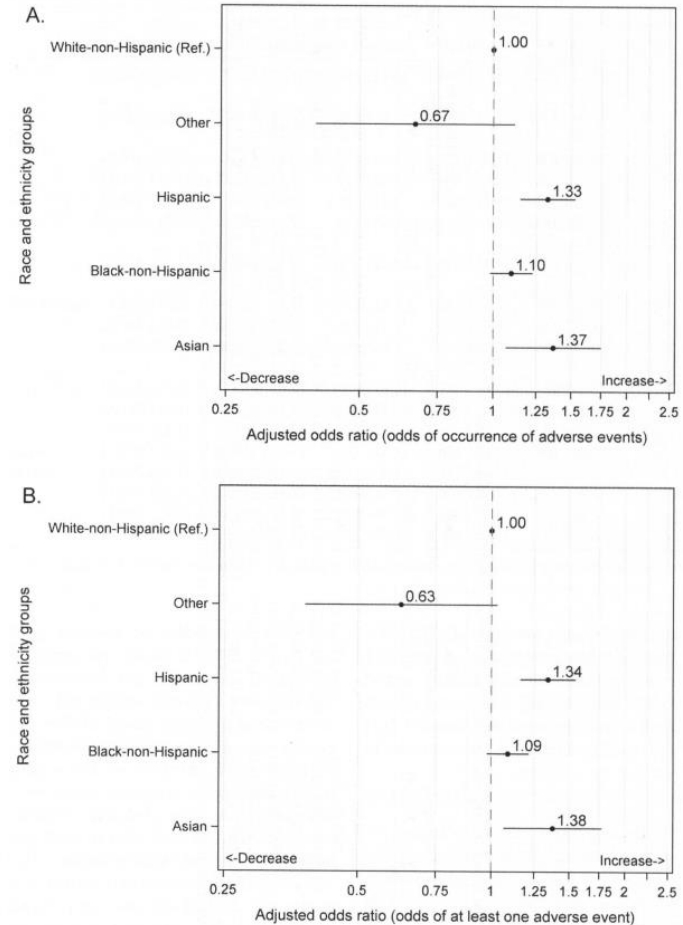 A.
White-non-Hispanic (Ref.)
1.00
Other
0.67
Hispanic
1.33
Black-non-Hispanic
1.10
Asian
1.37
Race and ethnicity groups
<-Decrease
Increase->
0.25 0.5 0.75 1 1.25 1.5 1.75 2 2.5
Adjusted odds ratio (odds of occurrence of adverse events)
B.
White-non-Hispanic (Ref.)
1.00
Other
0.63
Hispanic
1.34
Black-non-Hispanic
1.09
Asian
1.38
Race and ethnicity groups
<-Decrease
Increase->
0.25 0.5 0.75 1 1.25 1.5 1.75 2 2.5
Adjusted odds ratio (odds of at least one adverse event)